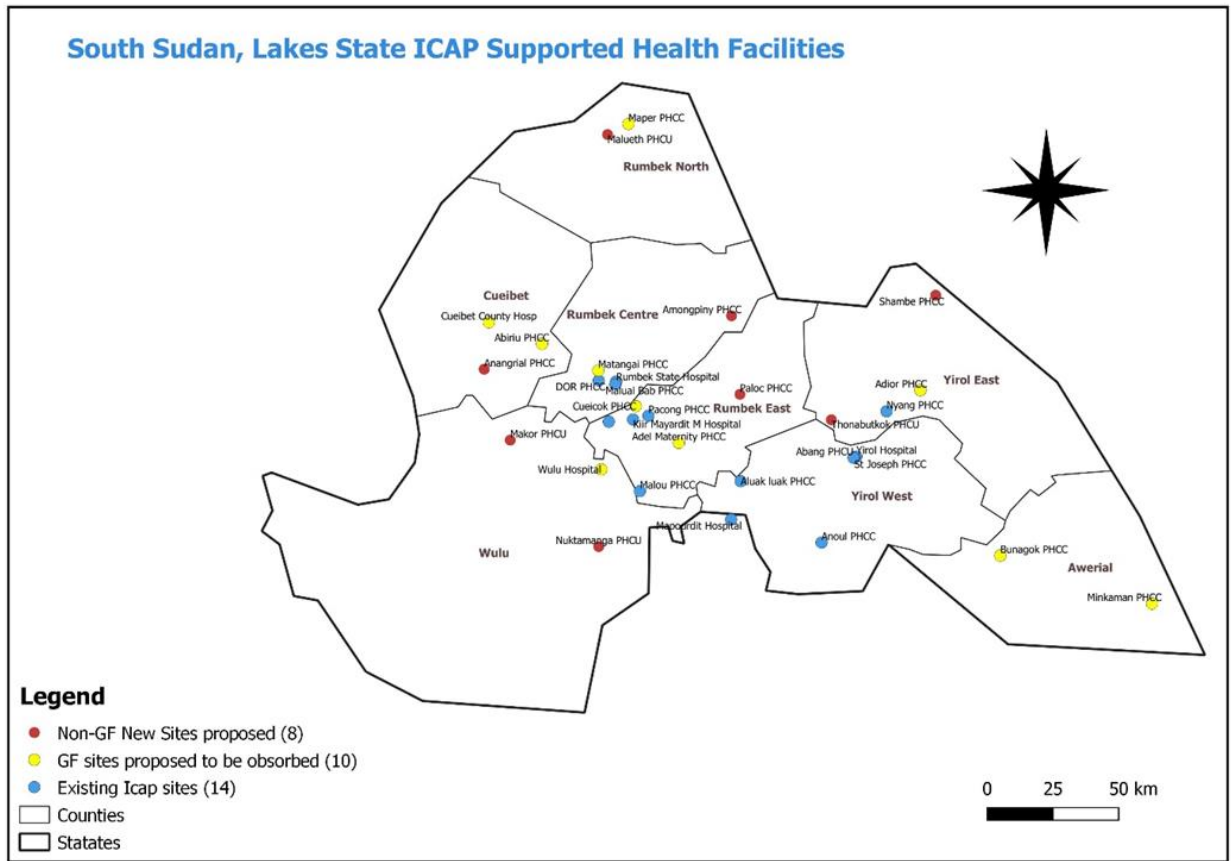 South Sudan, Lakes State ICAP Supported Health Facilities
Maper PHCC
Malueth PHCU
Rumbek North
Shambe PHCC
Cueibet
Cueibet County Hosp
Rumbek Centre
Amongpiny PHCC
Abiriu PHCC
Anangrial PHCC
Matangai PHCC
Rumbek State Hospital
DOR PHCC
Maluai Bab PHCC
Paloc PHCC
Yirol East
Adior PHCC
Nyang PHCC
Cueicok PHCC
Pacong PHCC
Rumbek East
Kiir Mayardit M Hospital
Thonabutkok PHCU
Makor PHCU
Adel Maternity PHCC
Abang PHCU
Yirol Hospital
St Joseph PHCC
Wulu Hospital
Malou PHCC
Aluak luak PHCC
Yirol West
Mapourdit Hospital
Nuktamanga PHCU
Wulu
Anoul PHCC
Bunagok PHCC
Awerial
Minkaman PHCC
Legend
Non-GF New Sites proposed (8)
GF sites proposed to be obsorbed (10)
Existing Icap sites (14)
Counties
Statates
0 25 50 km